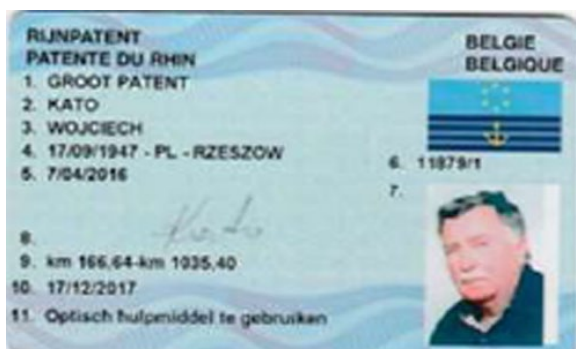 RIJNPATENT
PATENTE DU RHIN
BELGIE
BELGIQUE
1. GROOT PATENT
2. KATO
3. WOJCIECH
4. 17/09/1947 - PL - RZESZOW
5. 7/04/2016
6. 11879/1
7.
8. Kato
9. km 166,64-km 1035,40
10. 17/12/2017
11. Optisch hulpmiddel te gebruiken